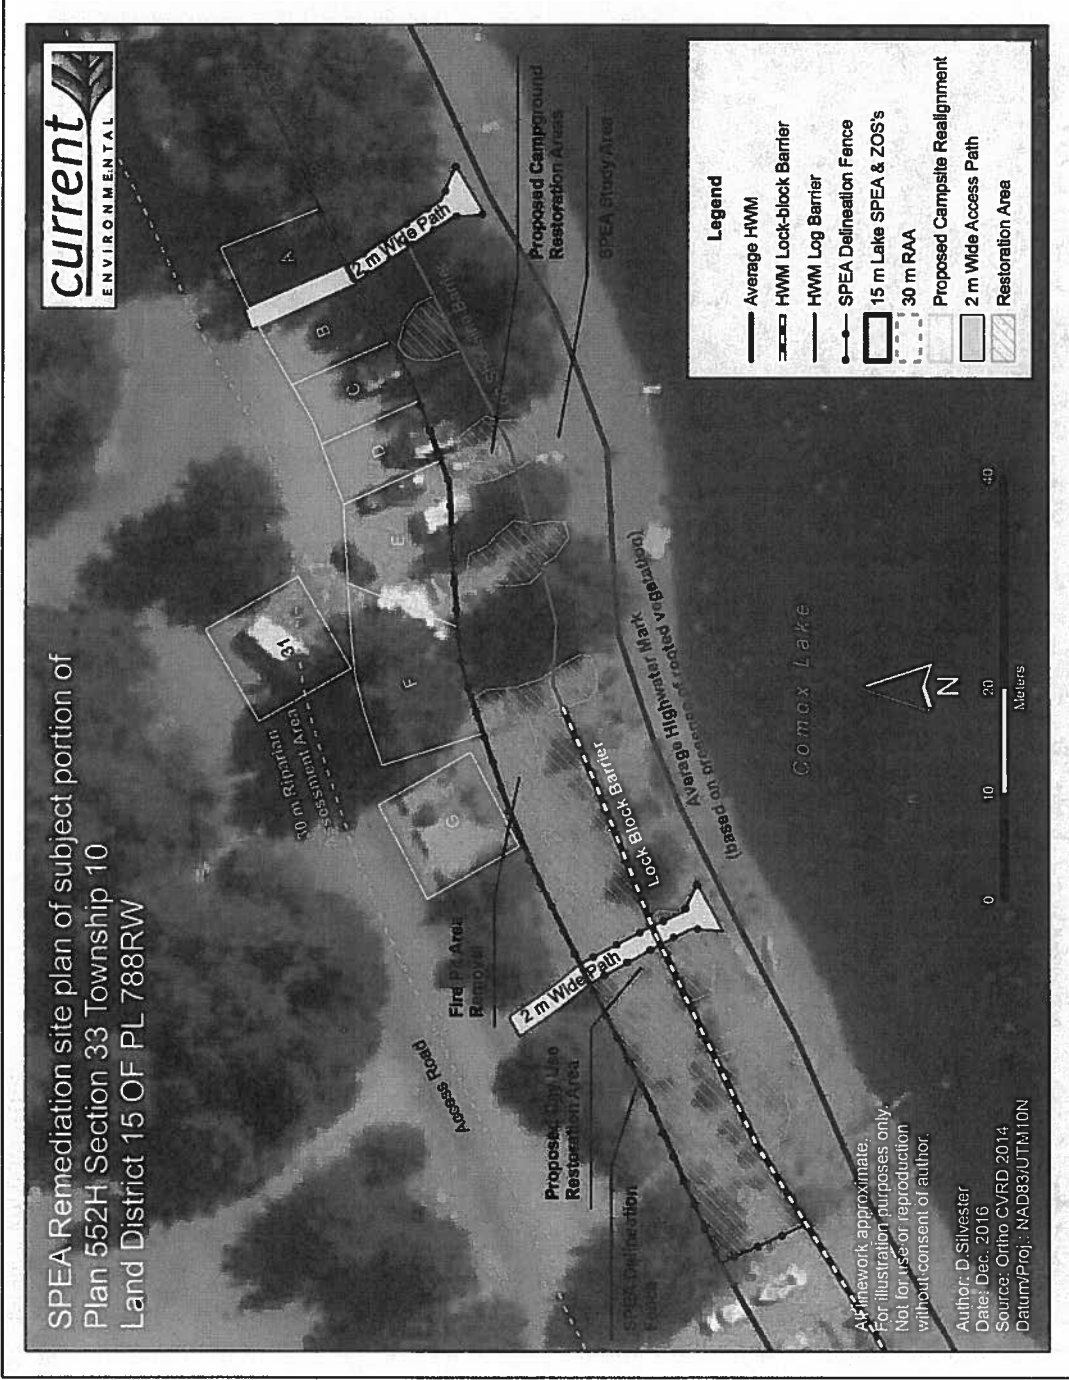 SPEA Remediation site plan of subject portion of
Plan 552H Section 33 Township 10
Land District 15 OF PL 788RW
current
ENVIRONMENTAL
30 m Riparian
Assessment Area
31
A
B
C
D
E
F
G
2 m Wide Path
Proposed Campground
Restoration Areas
SPEA Study Area
Access Road
Fire Pit Area
Removal
2 m Wide Path
Lock Block Barrier
Proposed Day Use
Restoration Area
SPEA Delineation
Fence
Average Highwater Mark
(based on presence of rooted vegetation)
Comox Lake
N
0
10
20
40
Meters
Legend
Average HWM
HWM Lock-block Barrier
HWM Log Barrier
SPEA Delineation Fence
15 m Lake SPEA & ZOS's
30 m RAA
Proposed Campsite Realignment
2 m Wide Access Path
Restoration Area
All linework approximate.
For illustration purposes only.
Not for use or reproduction
without consent of author.
Author: D.Silvester
Date: Dec. 2016
Source: Ortho CVRD 2014
Datum/Proj.: NAD83/UTM10N